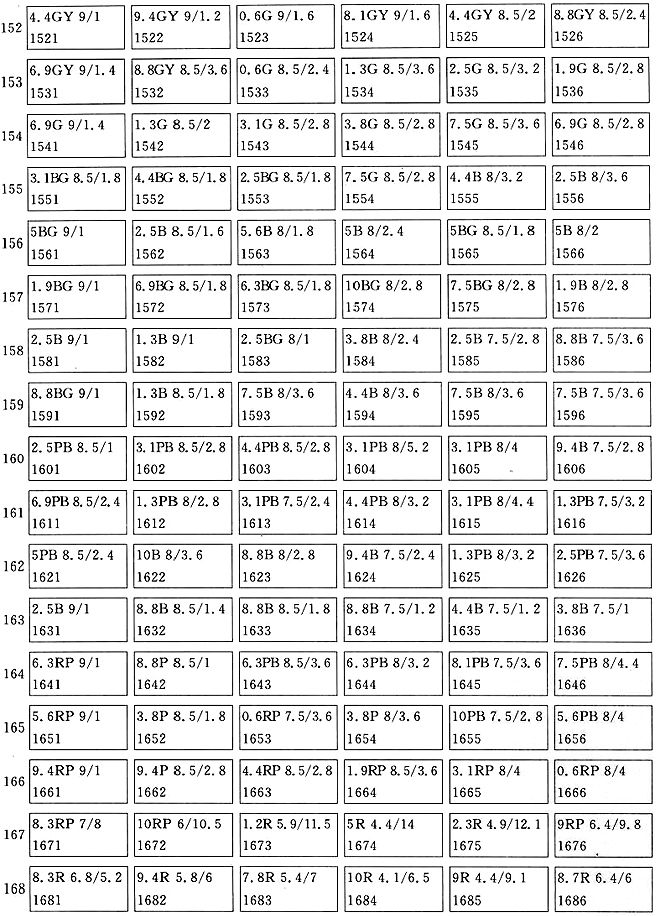 152
4.4GY 9/1 9.4GY 9/1.2 0.6G 9/1.6 8.1GY 9/1.6 4.4GY 8.5/2 8.8GY 8.5/2.4
1521 1522 1523 1524 1525 1526
153
6.9GY 9/1.4 8.8GY 8.5/3.6 0.6G 8.5/2.4 1.3G 8.5/3.6 2.5G 8.5/3.2 1.9G 8.5/2.8
1531 1532 1533 1534 1535 1536
154
6.9G 9/1.4 1.3G 8.5/2 3.1G 8.5/2.8 3.8G 8.5/2.8 7.5G 8.5/3.6 6.9G 8.5/2.8
1541 1542 1543 1544 1545 1546
155
3.1BG 8.5/1.8 4.4BG 8.5/1.8 2.5BG 8.5/1.8 7.5G 8.5/2.8 4.4B 8/3.2 2.5B 8/3.6
1551 1552 1553 1554 1555 1556
156
5BG 9/1 2.5B 8.5/1.6 5.6B 8/1.8 5B 8/2.4 5BG 8.5/1.8 5B 8/2
1561 1562 1563 1564 1565 1566
157
1.9BG 9/1 6.9BG 8.5/1.8 6.3BG 8.5/1.8 10BG 8/2.8 7.5BG 8/2.8 1.9B 8/2.8
1571 1572 1573 1574 1575 1576
158
2.5B 9/1 1.3B 9/1 2.5BG 8/1 3.8B 8/2.4 2.5B 7.5/2.8 8.8B 7.5/3.6
1581 1582 1583 1584 1585 1586
159
8.8BG 9/1 1.3B 8.5/1.8 7.5B 8/3.6 4.4B 8/3.6 7.5B 8/3.6 7.5B 7.5/3.6
1591 1592 1593 1594 1595 1596
160
2.5PB 8.5/1 3.1PB 8.5/2.8 4.4PB 8.5/2.8 3.1PB 8/5.2 3.1PB 8/4 9.4B 7.5/2.8
1601 1602 1603 1604 1605 1606
161
6.9PB 8.5/2.4 1.3PB 8/2.8 3.1PB 7.5/2.4 4.4PB 8/3.2 3.1PB 8/4.4 1.3PB 7.5/3.2
1611 1612 1613 1614 1615 1616
162
5PB 8.5/2.4 10B 8/3.6 8.8B 8/2.8 9.4B 7.5/2.4 1.3PB 8/3.2 2.5PB 7.5/3.6
1621 1622 1623 1624 1625 1626
163
2.5B 9/1 8.8B 8.5/1.4 8.8B 8.5/1.8 8.8B 7.5/1.2 4.4B 7.5/1.2 3.8B 7.5/1
1631 1632 1633 1634 1635 1636
164
6.3RP 9/1 8.8P 8.5/1 6.3PB 8.5/3.6 6.3PB 8/3.2 8.1PB 7.5/3.6 7.5PB 8/4.4
1641 1642 1643 1644 1645 1646
165
5.6RP 9/1 3.8P 8.5/1.8 0.6RP 7.5/3.6 3.8P 8/3.6 10PB 7.5/2.8 5.6PB 8/4
1651 1652 1653 1654 1655 1656
166
9.4RP 9/1 9.4P 8.5/2.8 4.4RP 8.5/2.8 1.9RP 8.5/3.6 3.1RP 8/4 0.6RP 8/4
1661 1662 1663 1664 1665 1666
167
8.3RP 7/8 10RP 6/10.5 1.2R 5.9/11.5 5R 4.4/14 2.3R 4.9/12.1 9RP 6.4/9.8
1671 1672 1673 1674 1675 1676
168
8.3R 6.8/5.2 9.4R 5.8/6 7.8R 5.4/7 10R 4.1/6.5 9R 4.4/9.1 8.7R 6.4/6
1681 1682 1683 1684 1685 1686